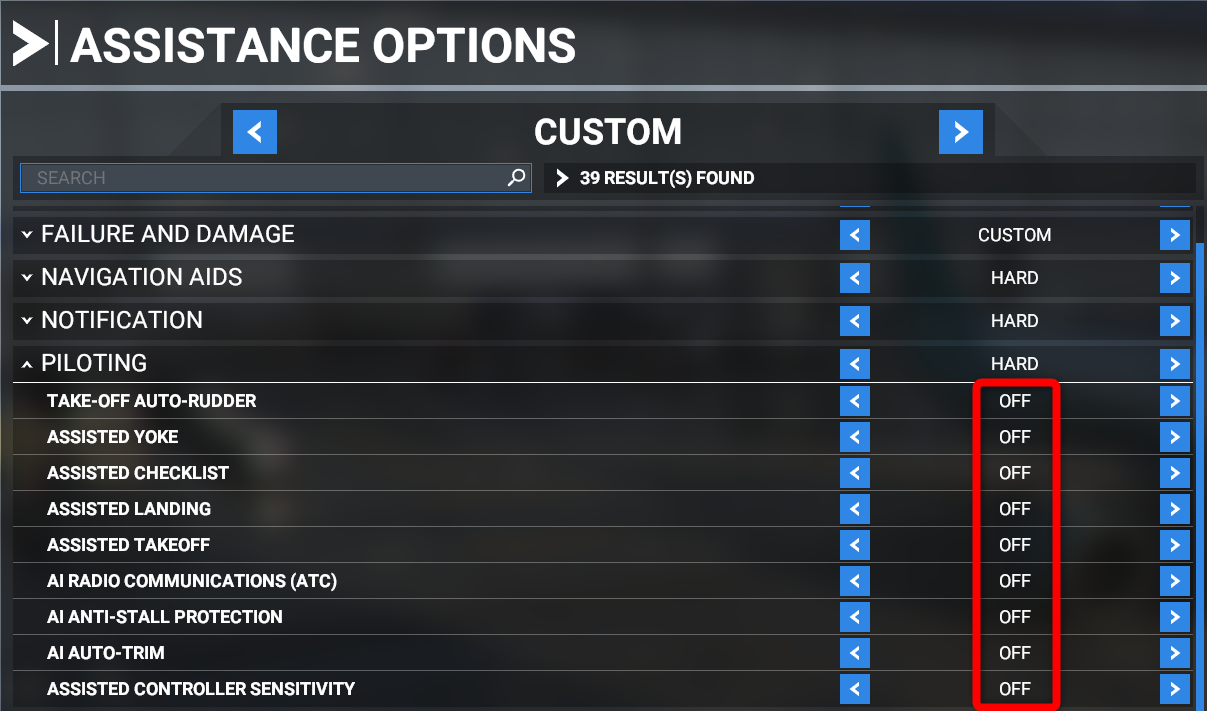 ASSISTANCE OPTIONS
CUSTOM
SEARCH
39 RESULT(S) FOUND
FAILURE AND DAMAGE CUSTOM
NAVIGATION AIDS HARD
NOTIFICATION HARD
PILOTING HARD
TAKE-OFF AUTO-RUDDER OFF
ASSISTED YOKE OFF
ASSISTED CHECKLIST OFF
ASSISTED LANDING OFF
ASSISTED TAKEOFF OFF
AI RADIO COMMUNICATIONS (ATC) OFF
AI ANTI-STALL PROTECTION OFF
AI AUTO-TRIM OFF
ASSISTED CONTROLLER SENSITIVITY OFF